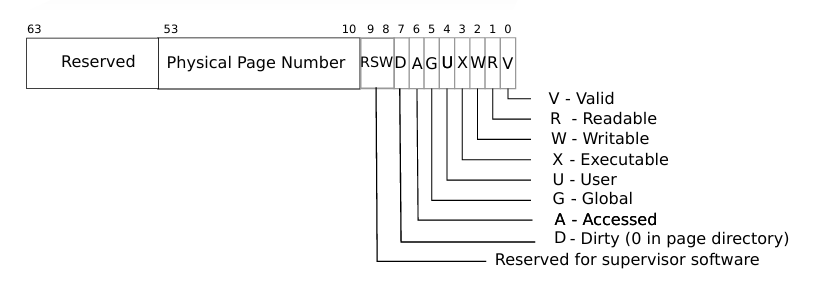 63 53 10 9 8 7 6 5 4 3 2 1 0
Reserved Physical Page Number RSW D A G U X W R V
V - Valid
R - Readable
W - Writable
X - Executable
U - User
G - Global
A - Accessed
D - Dirty (0 in page directory)
Reserved for supervisor software